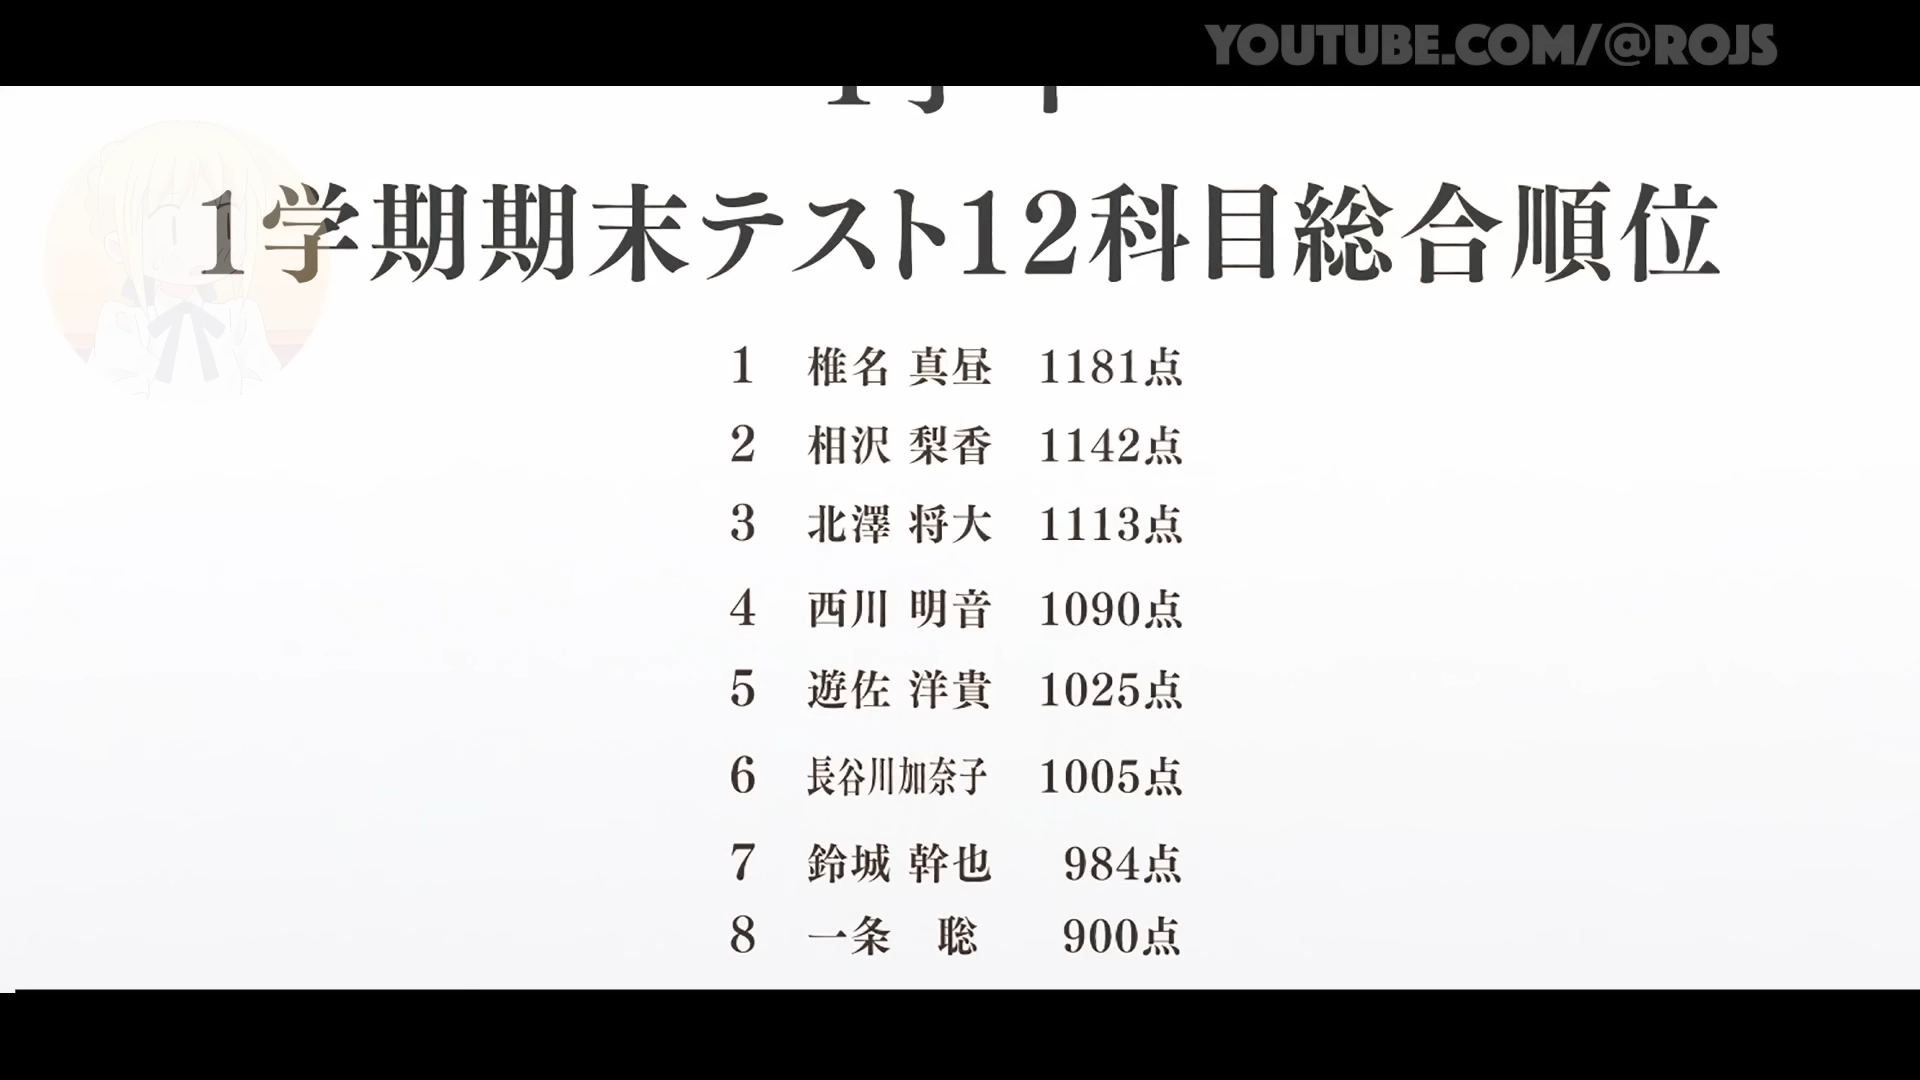 YOUTUBE.COM/@ROJS
1学期期末テスト12科目総合順位
1 椎名 真昼 1181点
2 相沢 梨香 1142点
3 北澤 将大 1113点
4 西川 明音 1090点
5 遊佐 洋貴 1025点
6 長谷川加奈子 1005点
7 鈴城 幹也 984点
8 一条 聡 900点